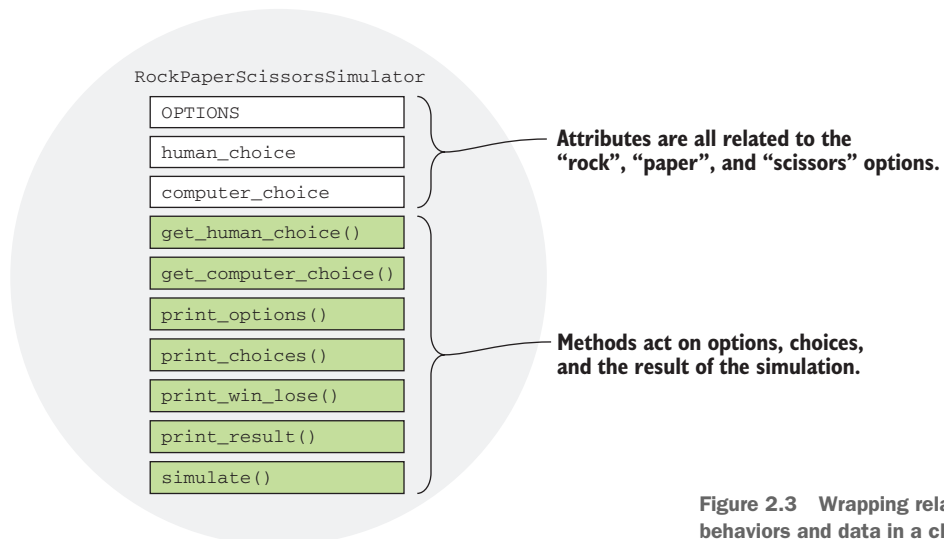 RockPaperScissorsSimulator
OPTIONS
human_choice
computer_choice
get_human_choice()
get_computer_choice()
print_options()
print_choices()
print_win_lose()
print_result()
simulate()
Attributes are all related to the
“rock”, “paper”, and “scissors” options.
Methods act on options, choices,
and the result of the simulation.
Figure 2.3 Wrapping
behaviors and data in a